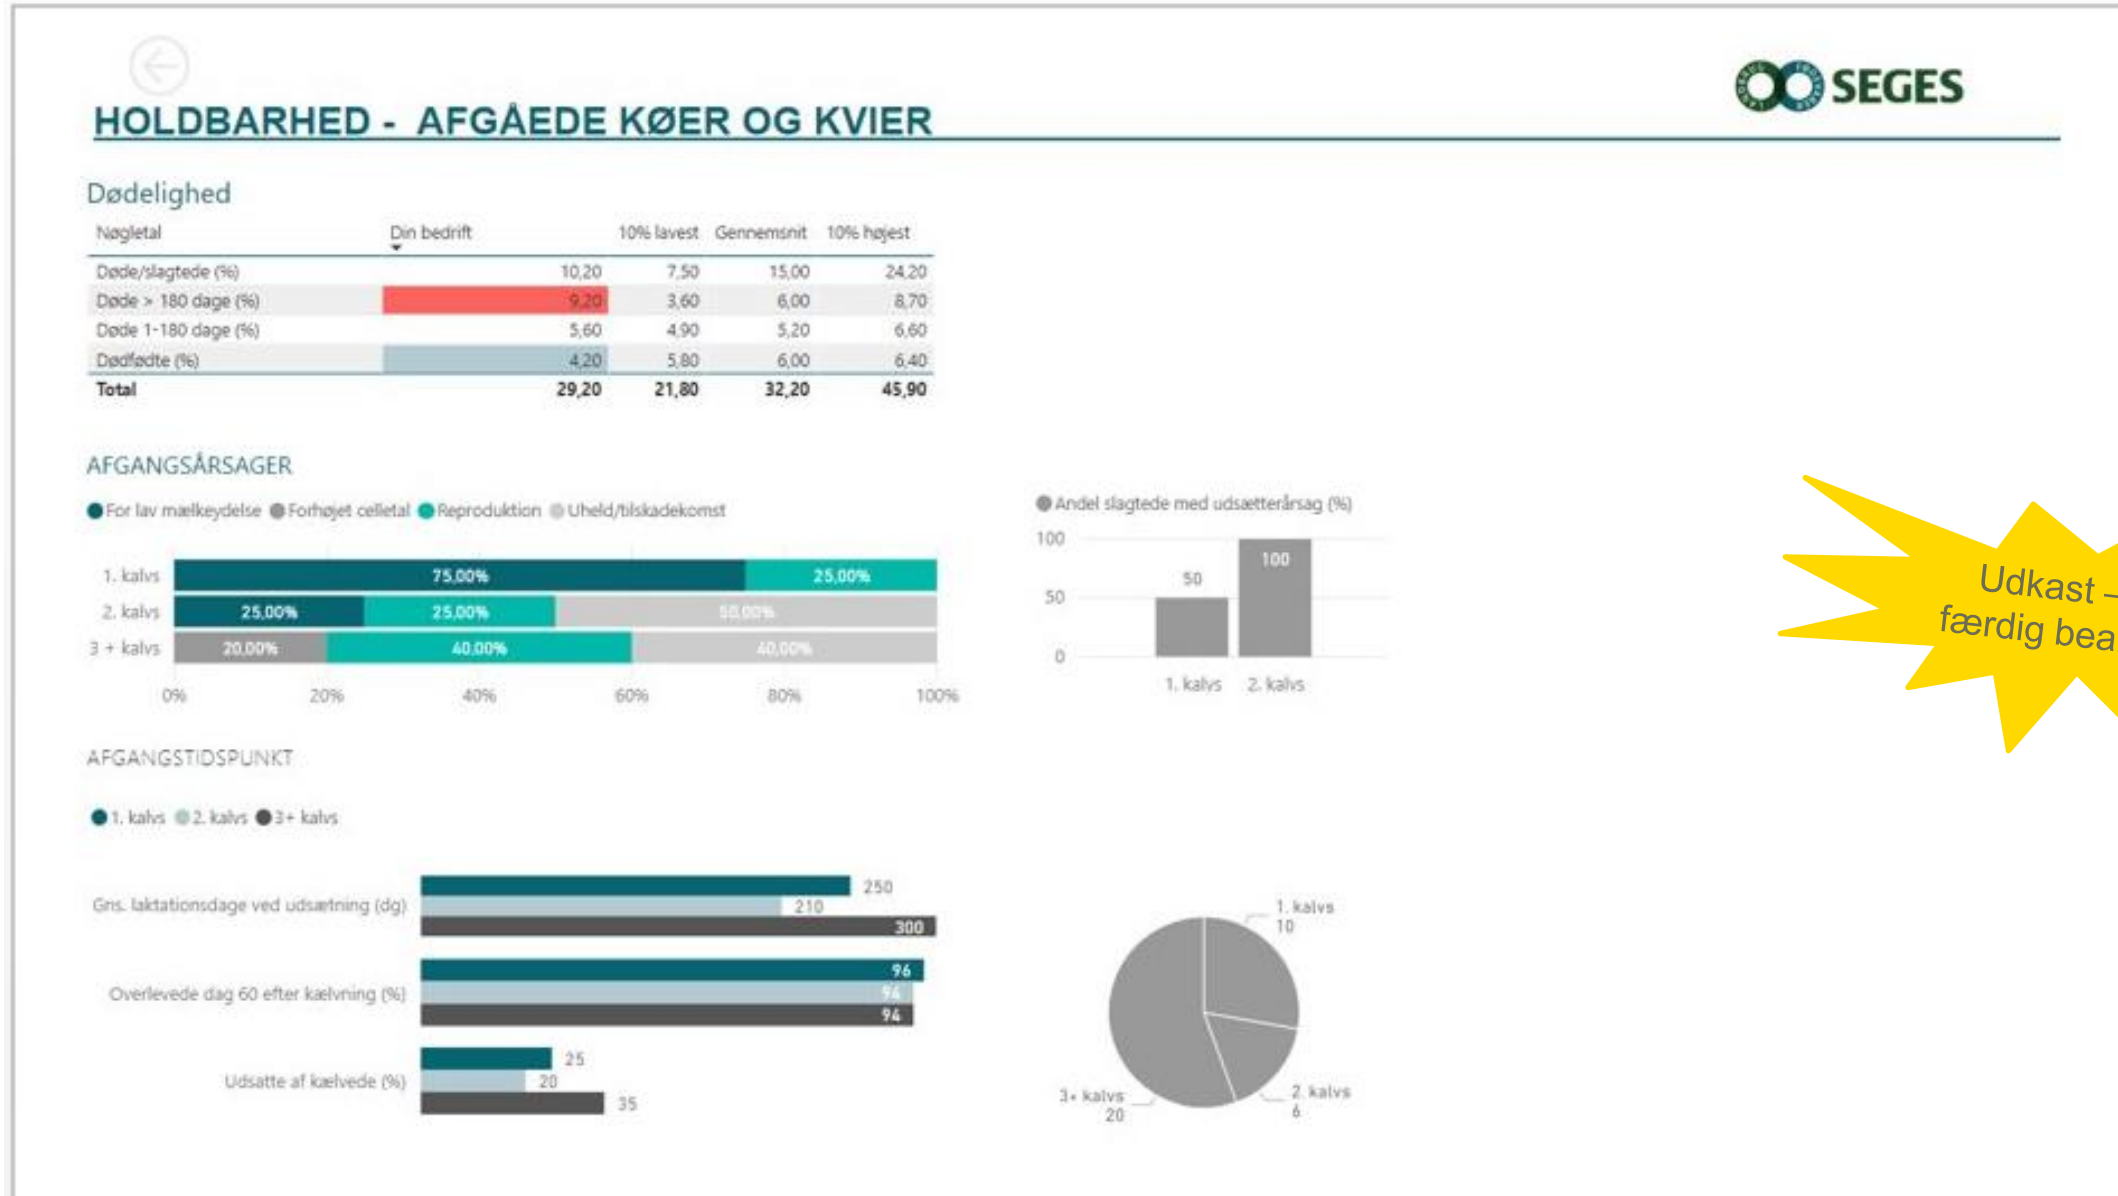 SEGES
HOLDBARHED - AFGÅEDE KØER OG KVIER
Dødelighed
Nøgletal Din bedrift 10% lavest Gennemsnit 10% højest
Døde/slagtede (%) 10,20 7,50 15,00 24,20
Døde > 180 dage (%) 9,20 3,60 6,00 8,70
Døde 1-180 dage (%) 5,60 4,90 5,20 6,60
Dødfødte (%) 4,20 5,80 6,00 6,40
Total 29,20 21,80 32,20 45,90
AFGANGSÅRSAGER
For lav mælkeydelse Forhøjet celletal Reproduktion Uheld/tilskadekomst
1. kalvs 75,00% 25,00%
2. kalvs 25,00% 25,00% 50,00%
3 + kalvs 20,00% 40,00% 40,00%
0% 20% 40% 60% 80% 100%
Andel slagtede med udsætterårsag (%)
100
50
0
50
100
1. kalvs 2. kalvs
Udkast –
færdig bea
AFGANGSTIDSPUNKT
1. kalvs 2. kalvs 3+ kalvs
Gns. laktationsdage ved udsætning (dg) 250
210
300
Overlevede dag 60 efter kælvning (%) 96
94
94
Udsatte af kælvede (%) 25
20
35
1. kalvs
10
2. kalvs
6
3+ kalvs
20